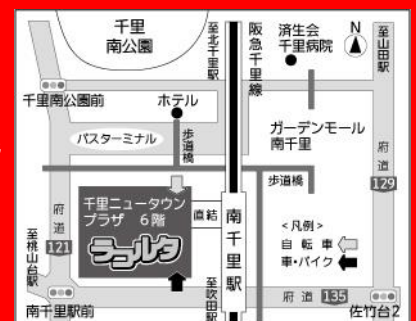 千里
南公園
至北千里駅
阪急千里線
済生会
千里病院
N
至山田駅
千里南公園前
ホテル
バスターミナル
歩道橋
ガーデンモール
南千里
府道
129
歩道橋
千里ニュータウン
プラザ 6階
ラコルタ
直結
南千里駅
<凡例>
自転車
車・バイク
府道
121
至桃山台駅
至吹田駅
南千里駅前
府道 135
佐竹台2